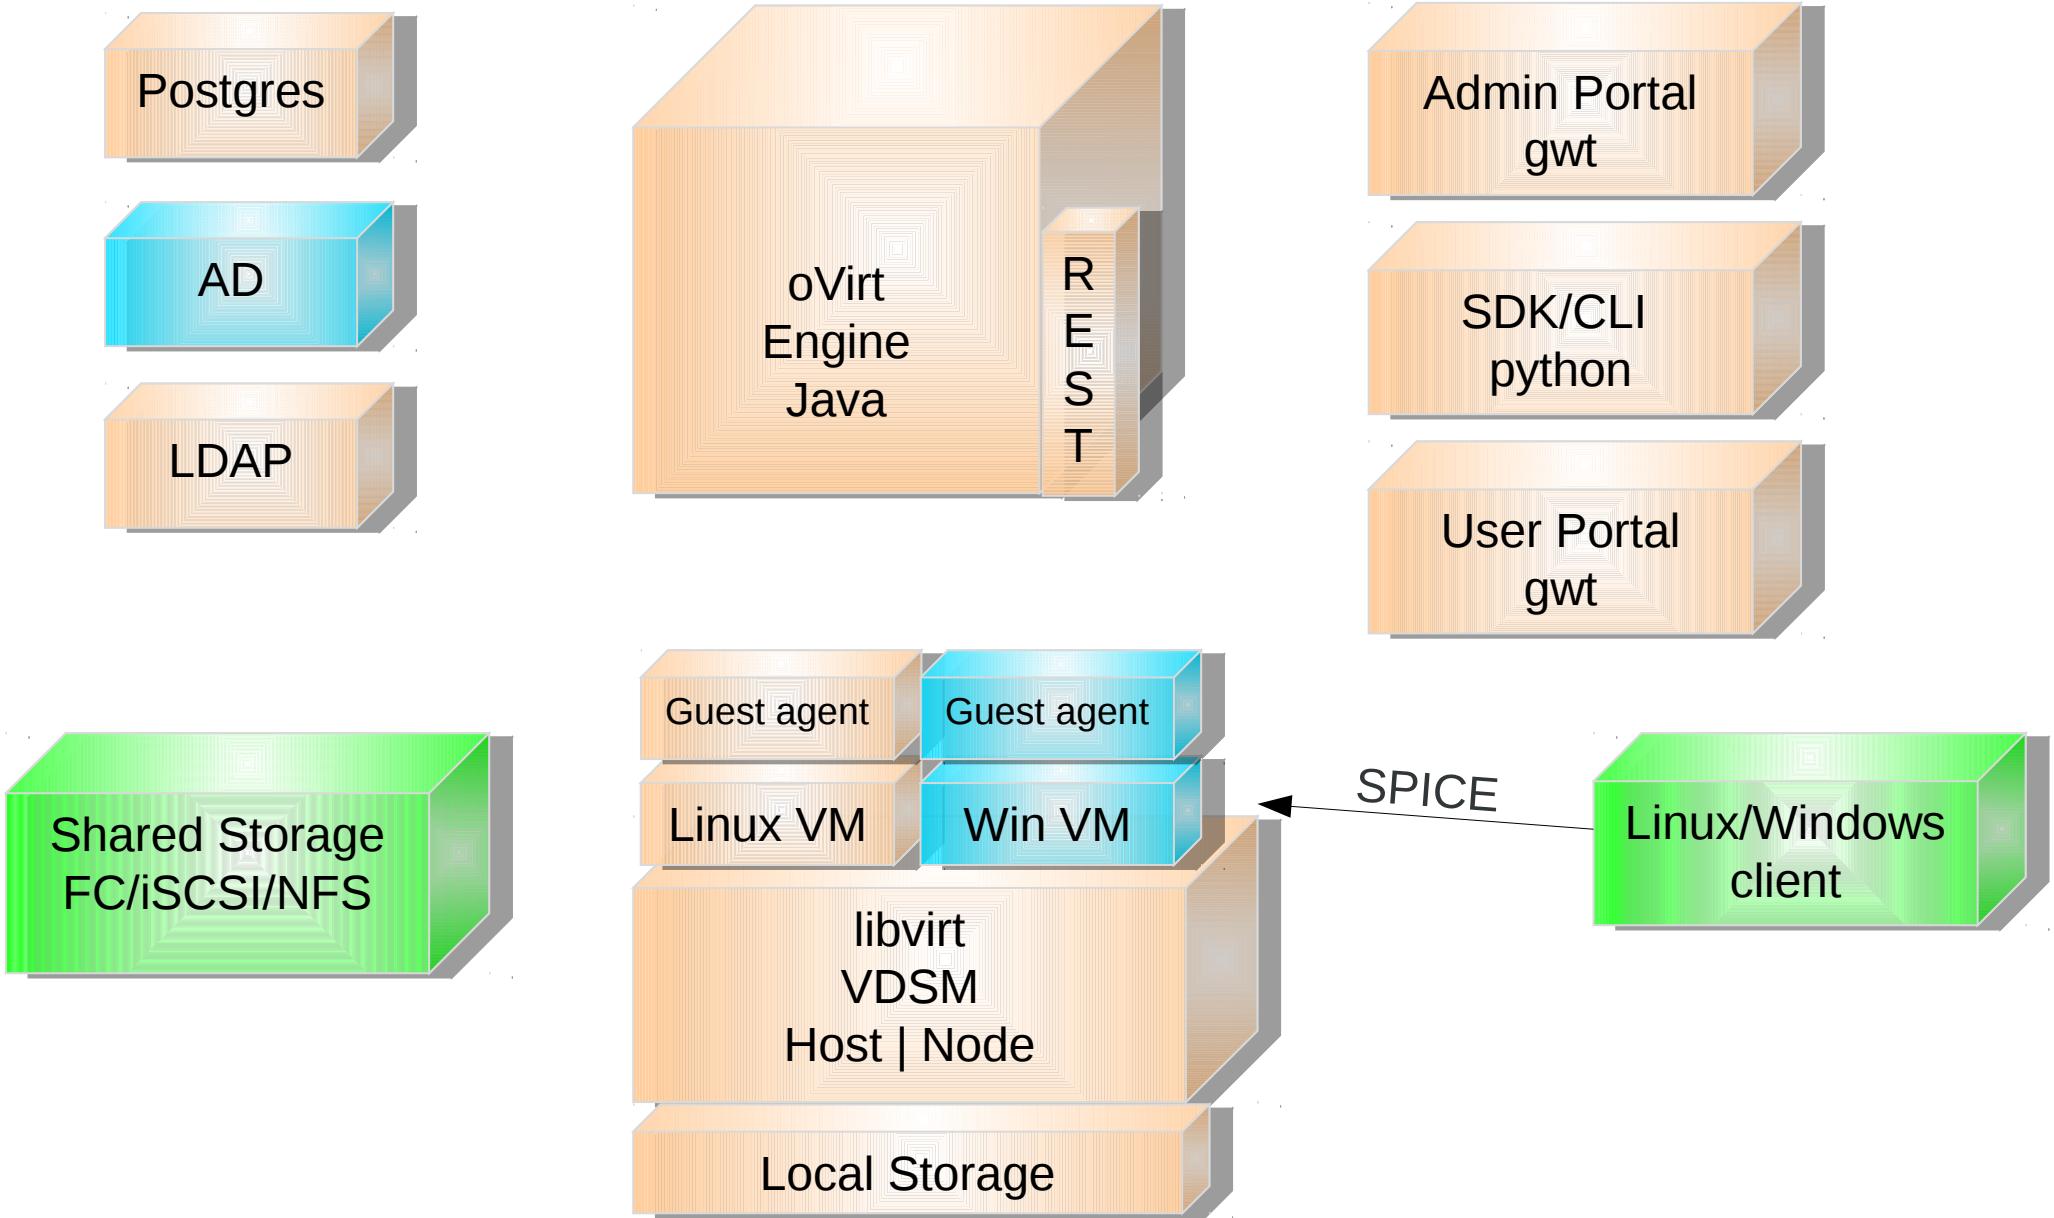 Postgres
AD
LDAP
oVirt
Engine
Java
R
E
S
T
Admin Portal
gwt
SDK/CLI
python
User Portal
gwt
Shared Storage
FC/iSCSI/NFS
Guest agent
Guest agent
Linux VM
Win VM
libvirt
VDSM
Host | Node
Local Storage
SPICE
Linux/Windows
client